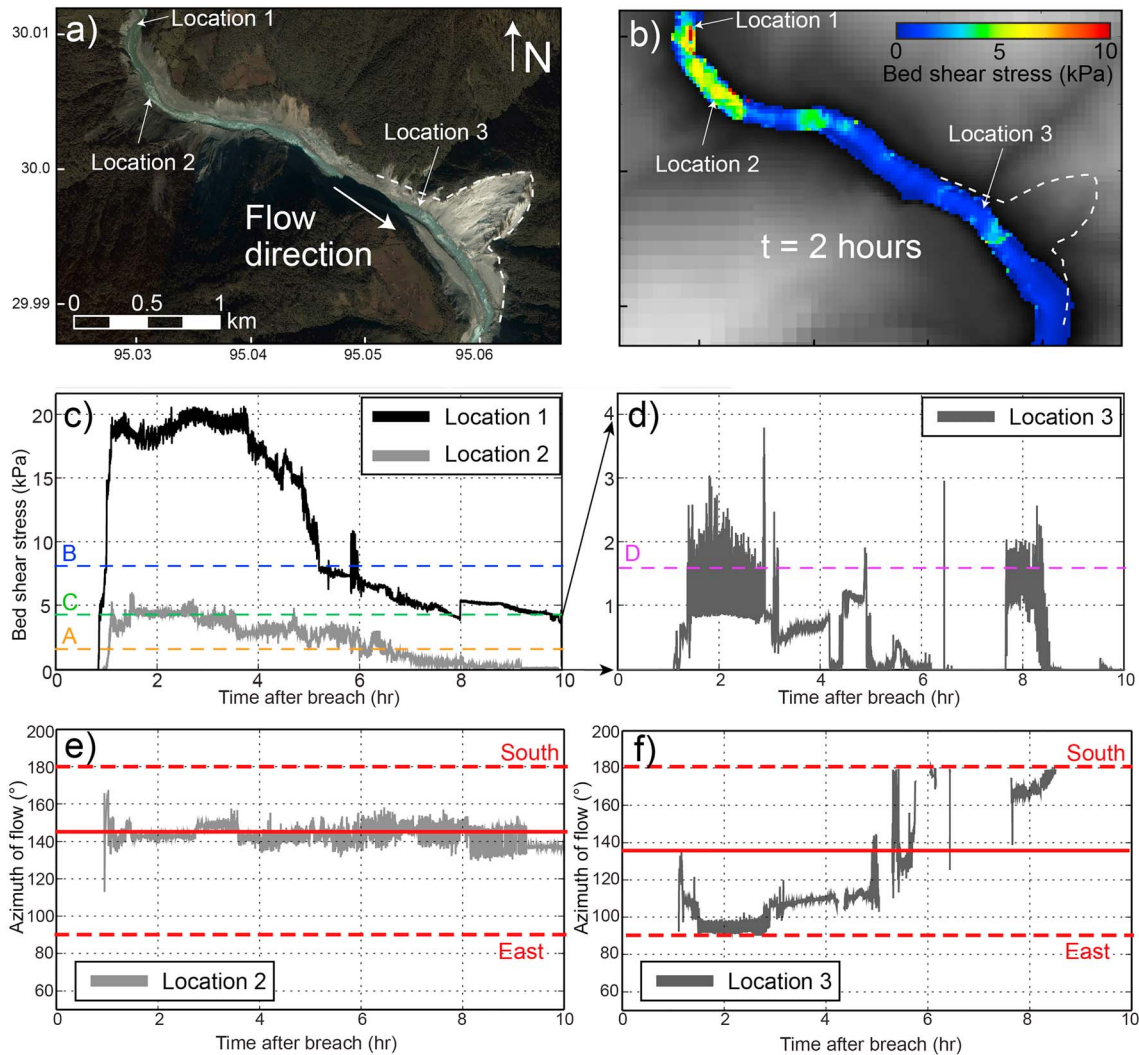 a)
30.01
30.0
29.99
Location 1
Location 2
Location 3
N
Flow
direction
0 0.5 1
km
95.03 95.04 95.05 95.06
b)
Location 1
Location 2
Location 3
0 5 10
Bed shear stress (kPa)
t = 2 hours
c)
Location 1
Location 2
B
C
A
Bed shear stress (kPa)
20
15
10
5
0
0 2 4 6 8 10
Time after breach (hr)
d)
Location 3
D
4
3
2
1
0 2 4 6 8 10
Time after breach (hr)
e)
South
East
Location 2
Azimuth of flow (°)
200
180
160
140
120
100
80
60
0 2 4 6 8 10
Time after breach (hr)
f)
South
East
Location 3
Azimuth of flow (°)
200
180
160
140
120
100
80
60
0 2 4 6 8 10
Time after breach (hr)